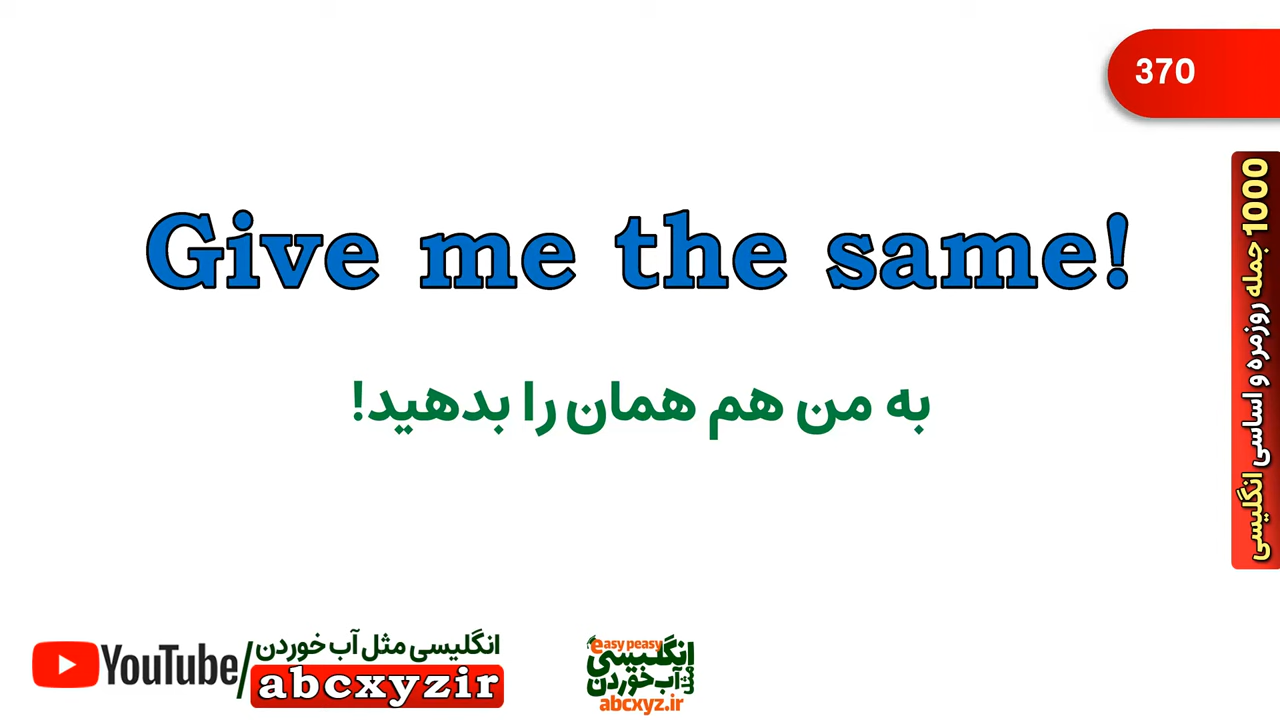 370
Give me the same!
به من هم همان را بدهید!
1000 جمله روزمره و اساسی انگلیسی
YouTube/
انگلیسی مثل آب خوردن
abcxyzir
easy peasy
انگلیسی
مثل
آب خوردن
abcxyz.ir